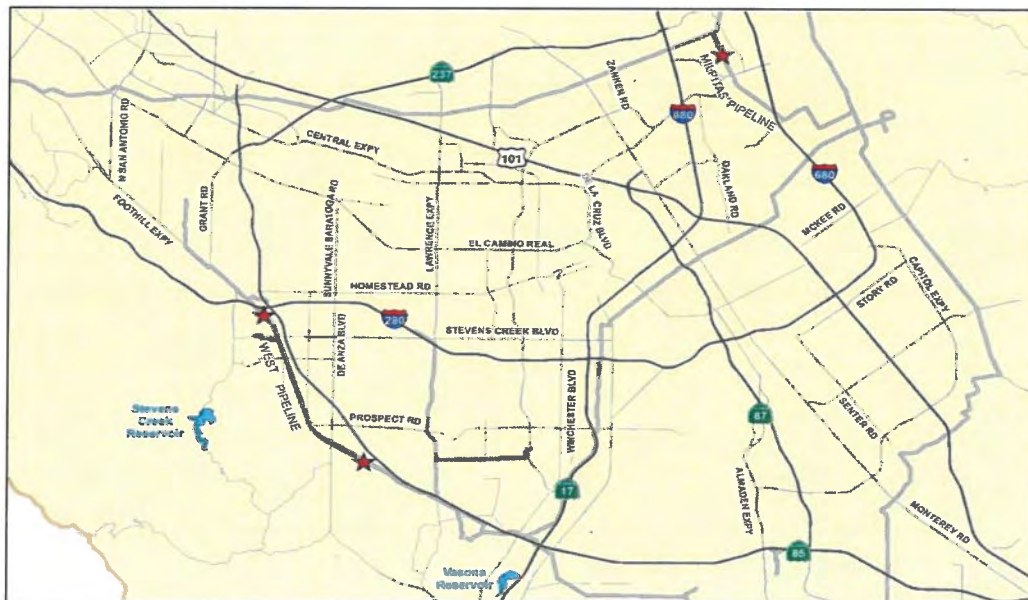 237
ZANKER RD
MILPITAS PIPELINE
880
N SAN ANTONIO RD
CENTRAL EXPY
101
OAKLAND RD
680
GRANT RD
FOOTHILL EXPY
SUNNYVALE SARATOGA RD
LAWRENCE EXPY
DE LA CRUZ BLVD
MCKEE RD
EL CAMINO REAL
HOMESTEAD RD
STORY RD
CAPITOL EXPY
280
STEVENS CREEK BLVD
DE ANZA BLVD
WEST PIPELINE
WINCHESTER BLVD
Stevens
Creek
Reservoir
PROSPECT RD
87
SENTER RD
17
ALMADEN EXPY
MONTEREY RD
85
Vasona
Reservoir